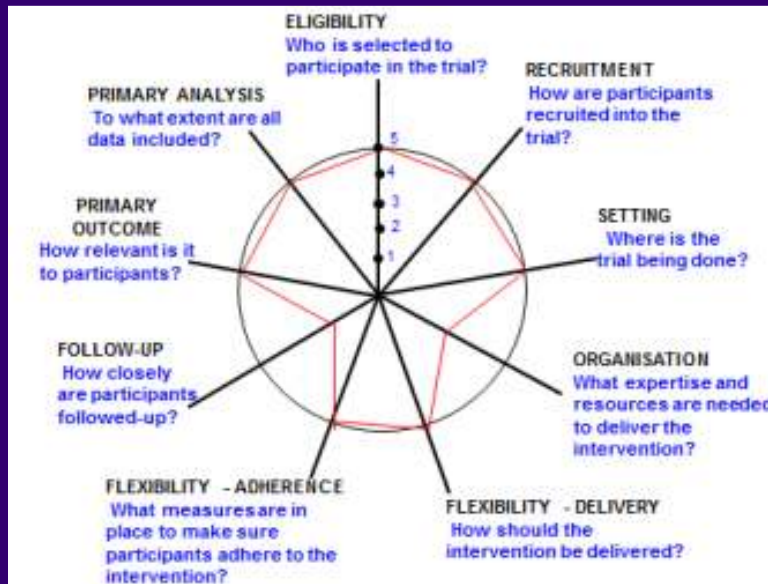 ELIGIBILITY
Who is selected to
participate in the trial?
RECRUITMENT
How are participants
recruited into the
trial?
SETTING
Where is the
trial being done?
ORGANISATION
What expertise and
resources are needed
to deliver the
intervention?
FLEXIBILITY - DELIVERY
How should the
intervention be delivered?
FLEXIBILITY - ADHERENCE
What measures are in
place to make sure
participants adhere to the
intervention?
FOLLOW-UP
How closely
are participants
followed-up?
PRIMARY
OUTCOME
How relevant is it
to participants?
PRIMARY ANALYSIS
To what extent are all
data included?
5
4
3
2
1